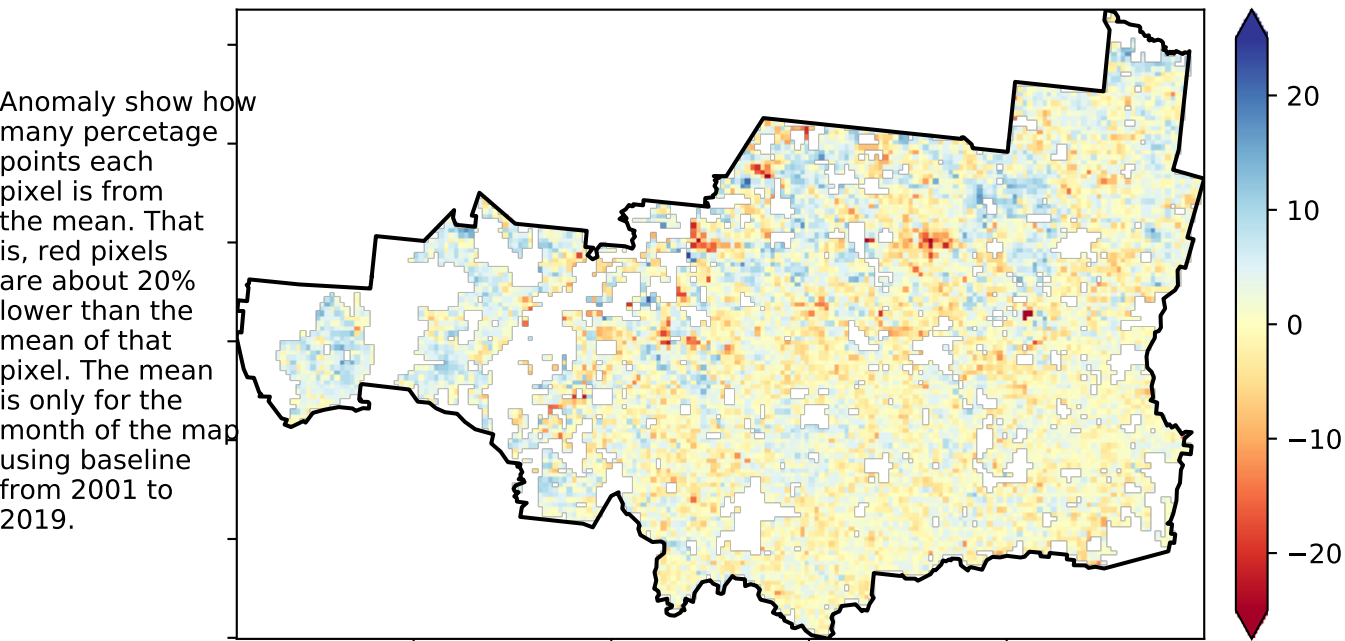 Anomaly show how
many percetage
points each
pixel is from
the mean. That
is, red pixels
are about 20%
lower than the
mean of that
pixel. The mean
is only for the
month of the map
using baseline
from 2001 to
2019.
20
10
0
−10
−20